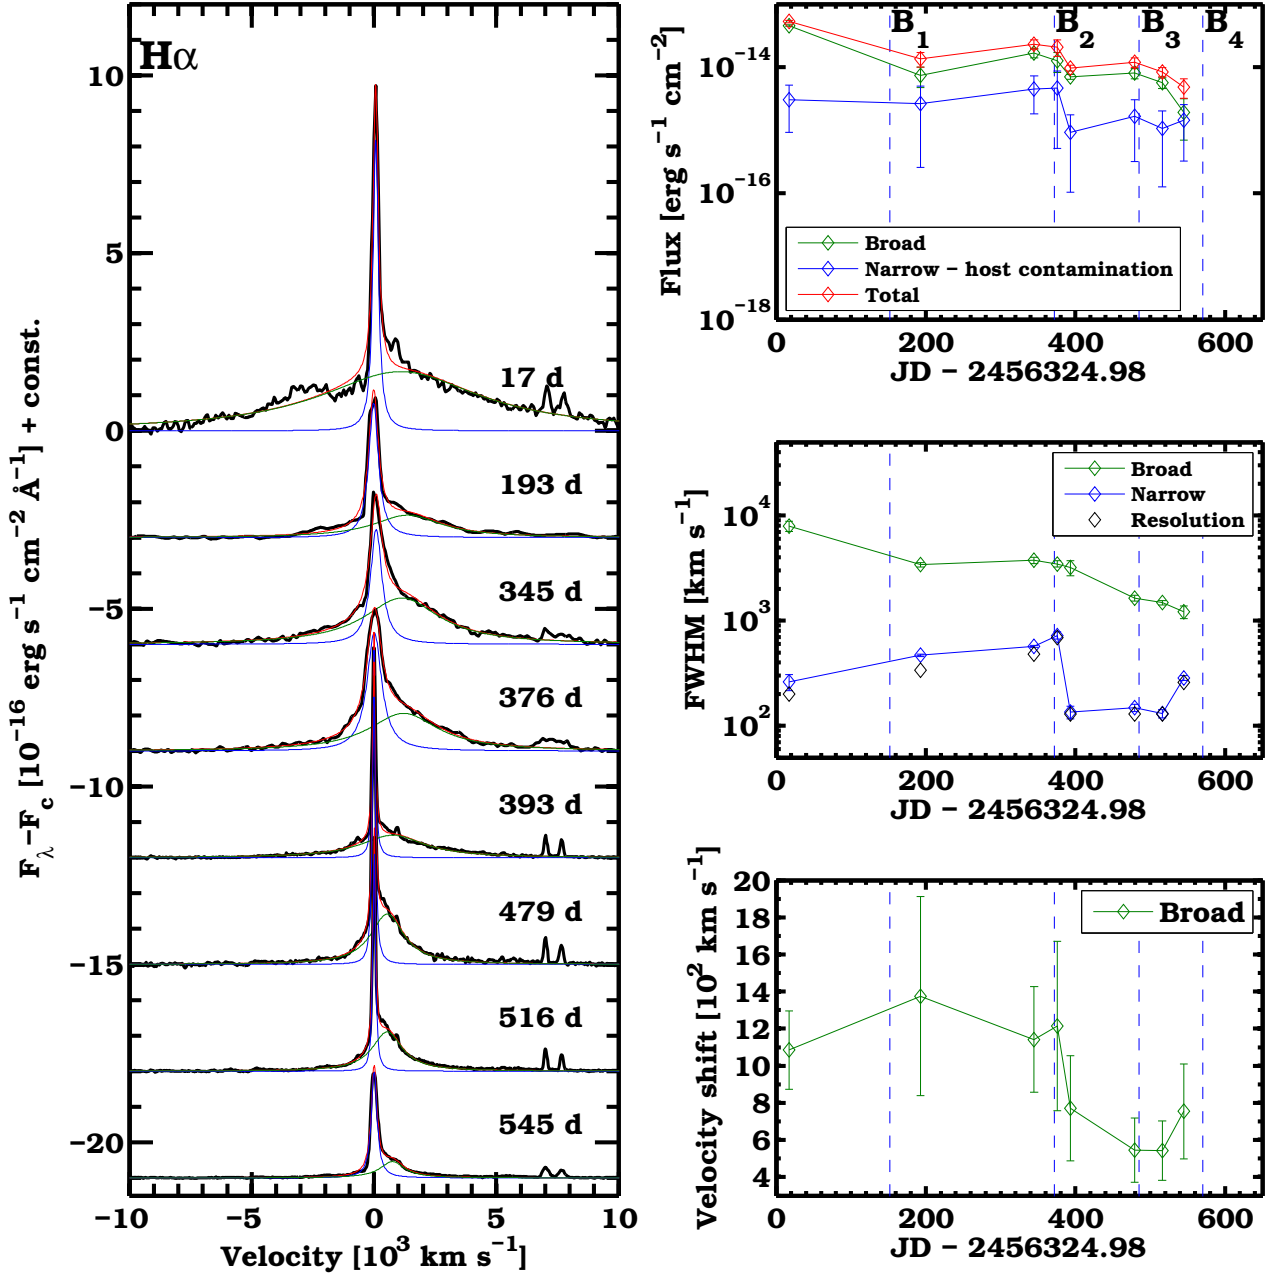 Hα
10
5
0
−5
−10
−15
−20
F_λ−F_c [10^−16 erg s^−1 cm^−2 Å^−1] + const.
17 d
193 d
345 d
376 d
393 d
479 d
516 d
545 d
−10 −5 0 5 10
Velocity [10^3 km s^−1]
B_1 B_2 B_3 B_4
10^−14
10^−16
10^−18
Flux [erg s^−1 cm^−2]
Broad
Narrow − host contamination
Total
0 200 400 600
JD − 2456324.98
10^4
10^3
10^2
FWHM [km s^−1]
Broad
Narrow
Resolution
0 200 400 600
JD − 2456324.98
20
18
16
14
12
10
8
6
4
Velocity shift [10^2 km s^−1]
Broad
0 200 400 600
JD − 2456324.98